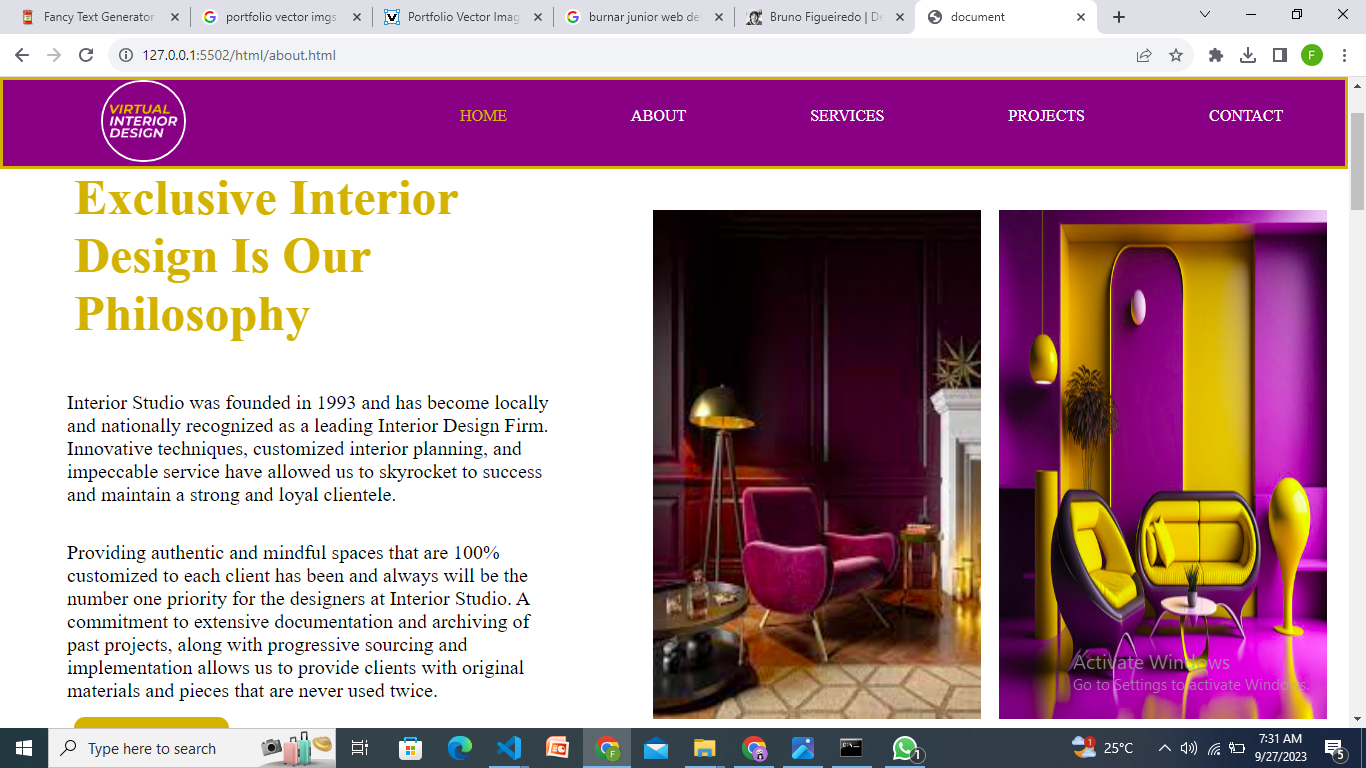 Fancy Text Generator
portfolio vector imgs
Portfolio Vector Imag
burnar junior web de
Bruno Figueiredo | De
document
127.0.0.1:5502/html/about.html
F
VIRTUAL
INTERIOR
DESIGN
HOME
ABOUT
SERVICES
PROJECTS
CONTACT
Exclusive Interior
Design Is Our
Philosophy
Interior Studio was founded in 1993 and has become locally
and nationally recognized as a leading Interior Design Firm.
Innovative techniques, customized interior planning, and
impeccable service have allowed us to skyrocket to success
and maintain a strong and loyal clientele.
Providing authentic and mindful spaces that are 100%
customized to each client has been and always will be the
number one priority for the designers at Interior Studio. A
commitment to extensive documentation and archiving of
past projects, along with progressive sourcing and
implementation allows us to provide clients with original
materials and pieces that are never used twice.
Activate Windows
Go to Settings to activate Windows.
Type here to search
1
1
25°C
7:31 AM
9/27/2023
5